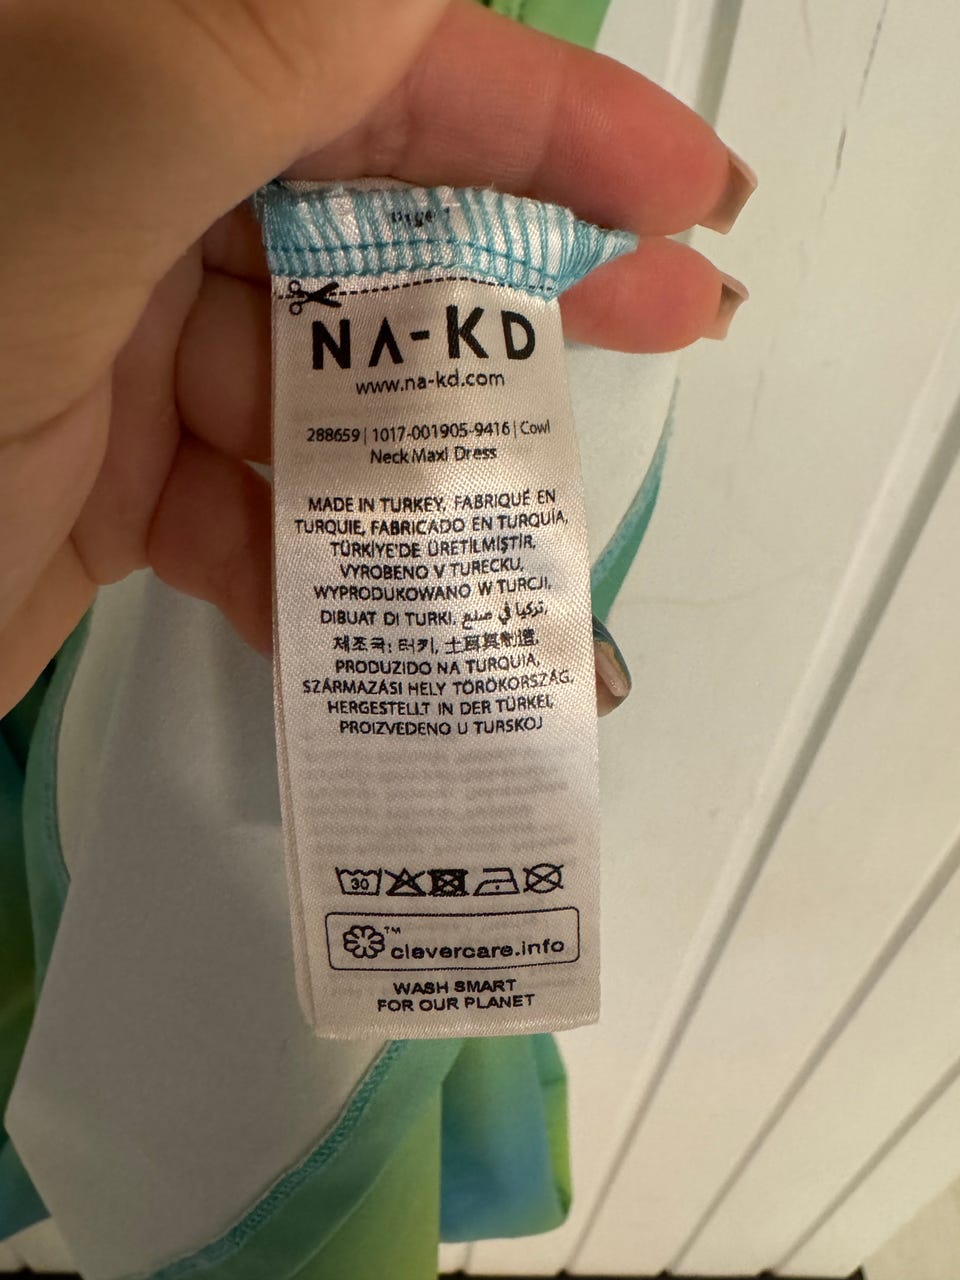 NA-KD
www.na-kd.com
288659 | 1017-001905-9416 | Cowl
Neck Maxi Dress
MADE IN TURKEY, FABRIQUÉ EN
TURQUIE, FABRICADO EN TURQUÍA,
TÜRKİYE'DE ÜRETİLMİŞTİR,
VYROBENO V TURECKU,
WYPRODUKOWANO W TURCJI,
DIBUAT DI TURKI, تركيا في صنع,
제조국: 터키, 土耳其制造,
PRODUZIDO NA TURQUIA,
SZÁRMAZÁSI HELY TÖRÖKORSZÁG,
HERGESTELLT IN DER TÜRKEI,
PROIZVEDENO U TURSKOJ
30
™ clevercare.info
WASH SMART
FOR OUR PLANET